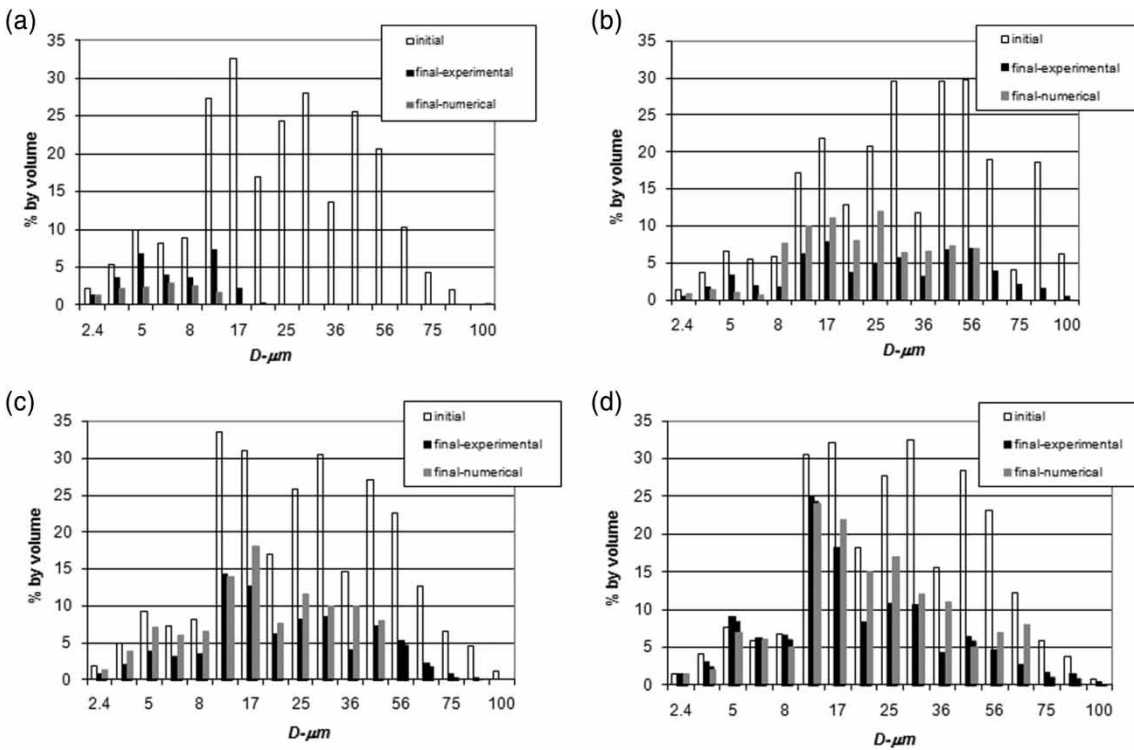 (a)
initial
final-experimental
final-numerical
% by volume
35
30
25
20
15
10
5
0
2.4 5 8 17 25 36 56 75 100
D-μm
(b)
initial
final-experimental
final-numerical
% by volume
35
30
25
20
15
10
5
0
2.4 5 8 17 25 36 56 75 100
D-μm
(c)
initial
final-experimental
final-numerical
% by volume
35
30
25
20
15
10
5
0
2.4 5 8 17 25 36 56 75 100
D-μm
(d)
initial
final-experimental
final-numerical
% by volume
35
30
25
20
15
10
5
0
2.4 5 8 17 25 36 56 75 100
D-μm